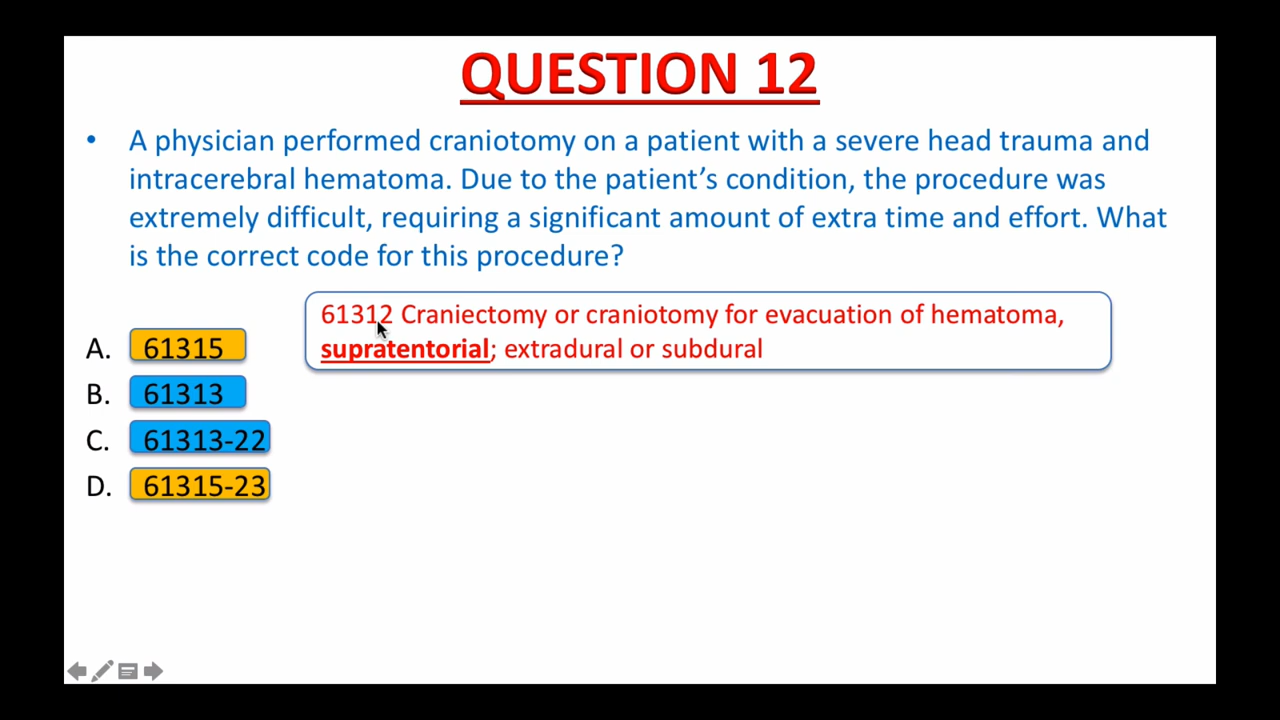 QUESTION 12
• A physician performed craniotomy on a patient with a severe head trauma and
intracerebral hematoma. Due to the patient’s condition, the procedure was
extremely difficult, requiring a significant amount of extra time and effort. What
is the correct code for this procedure?
61312 Craniectomy or craniotomy for evacuation of hematoma,
supratentorial; extradural or subdural
A. 61315
B. 61313
C. 61313-22
D. 61315-23